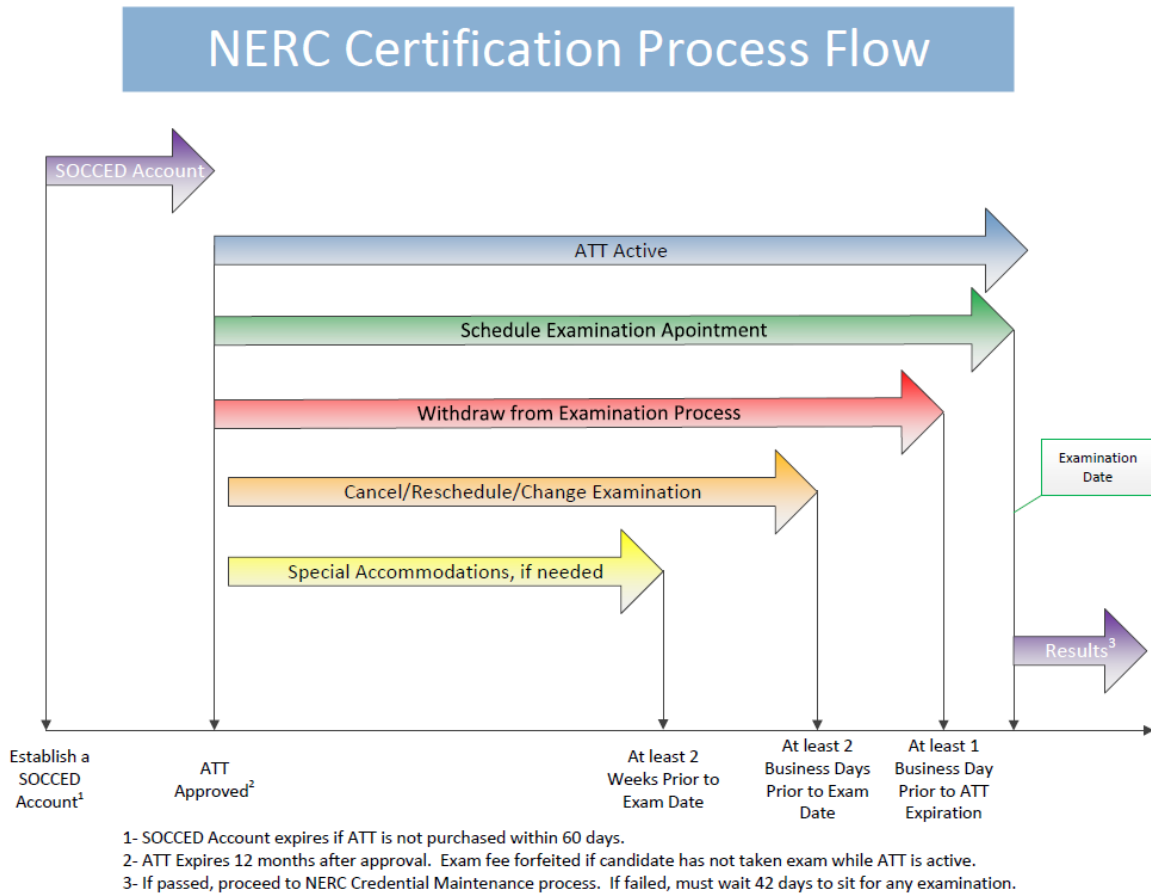 NERC Certification Process Flow
SOCCED Account
ATT Active
Schedule Examination Apointment
Withdraw from Examination Process
Cancel/Reschedule/Change Examination
Special Accommodations, if needed
Examination
Date
Results³
Establish a
SOCCED
Account¹
ATT
Approved²
At least 2
Weeks Prior to
Exam Date
At least 2
Business Days
Prior to Exam
Date
At least 1
Business Day
Prior to ATT
Expiration
1- SOCCED Account expires if ATT is not purchased within 60 days.
2- ATT Expires 12 months after approval.  Exam fee forfeited if candidate has not taken exam while ATT is active.
3- If passed, proceed to NERC Credential Maintenance process.  If failed, must wait 42 days to sit for any examination.